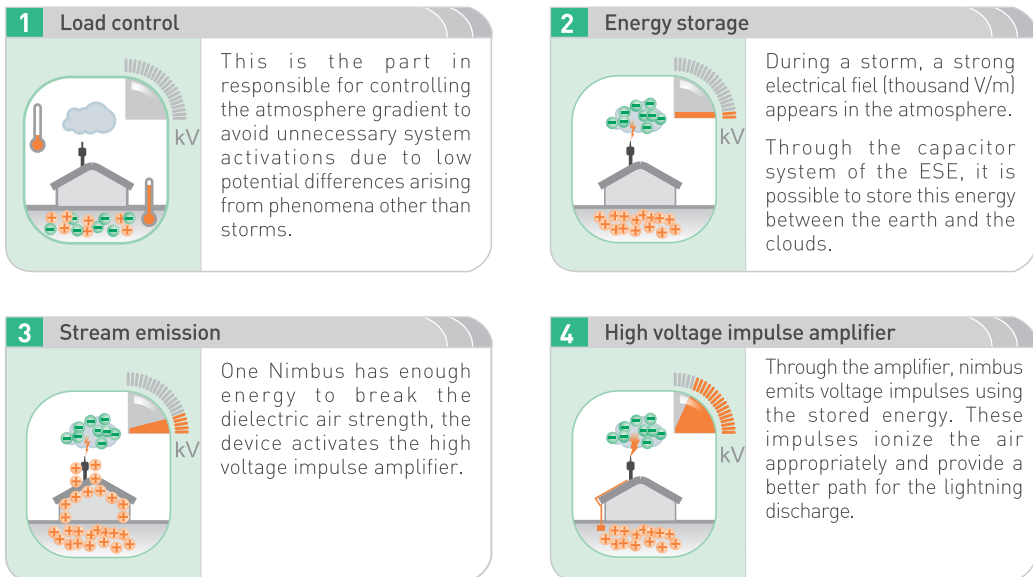 1 Load control
This is the part in
responsible for controlling
the atmosphere gradient to
avoid unnecessary system
activations due to low
potential differences arising
from phenomena other than
storms.
kV
2 Energy storage
During a storm, a strong
electrical fiel (thousand V/m)
appears in the atmosphere.
Through the capacitor
system of the ESE, it is
possible to store this energy
between the earth and the
clouds.
kV
3 Stream emission
One Nimbus has enough
energy to break the
dielectric air strength, the
device activates the high
voltage impulse amplifier.
kV
4 High voltage impulse amplifier
Through the amplifier, nimbus
emits voltage impulses using
the stored energy. These
impulses ionize the air
appropriately and provide a
better path for the lightning
discharge.
kV